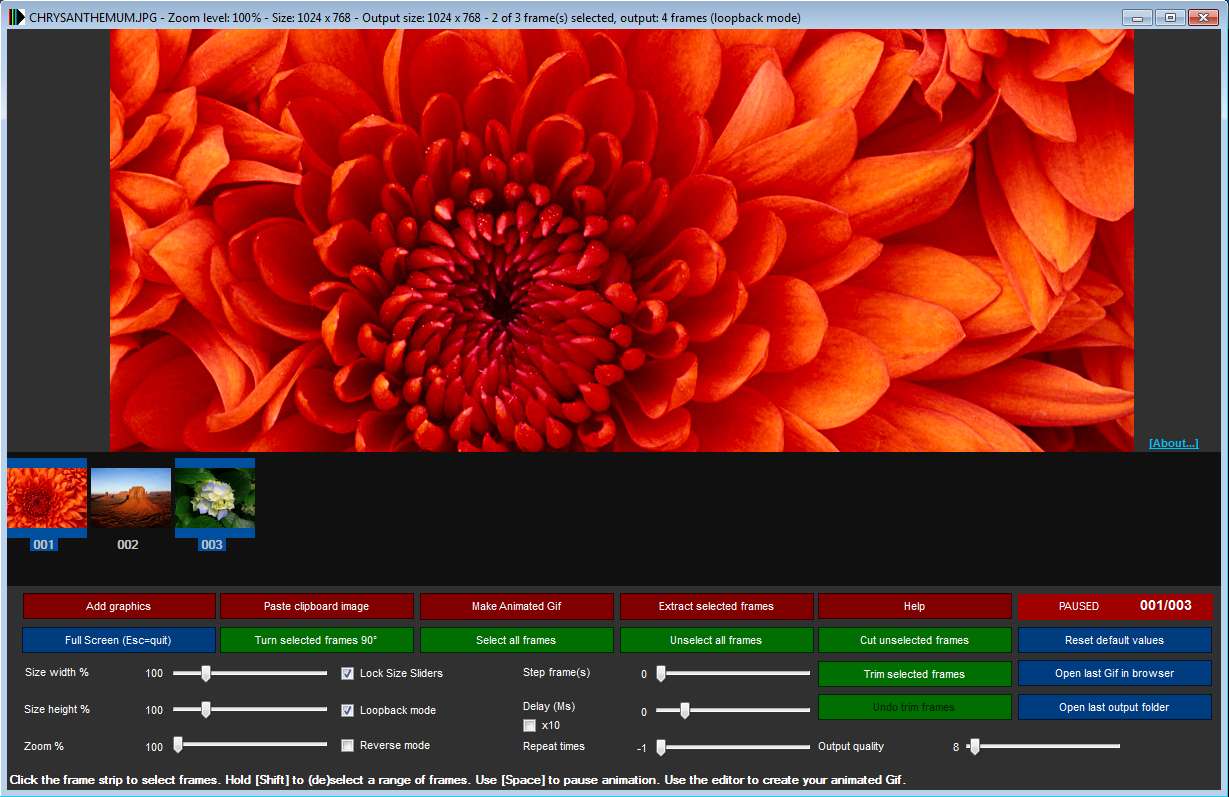 CHRYSANTHEMUM.JPG - Zoom level: 100% - Size: 1024 x 768 - Output size: 1024 x 768 - 2 of 3 frame(s) selected, output: 4 frames (loopback mode)
[About...]
001 002 003
Add graphics Paste clipboard image Make Animated Gif Extract selected frames Help PAUSED 001/003
Full Screen (Esc=quit) Turn selected frames 90° Select all frames Unselect all frames Cut unselected frames Reset default values
Size width % 100 Lock Size Sliders Step frame(s) 0 Trim selected frames Open last Gif in browser
Size height % 100 Loopback mode Delay (Ms) 0 Undo trim frames Open last output folder
x10
Zoom % 100 Reverse mode Repeat times -1 Output quality 8
Click the frame strip to select frames. Hold [Shift] to (de)select a range of frames. Use [Space] to pause animation. Use the editor to create your animated Gif.